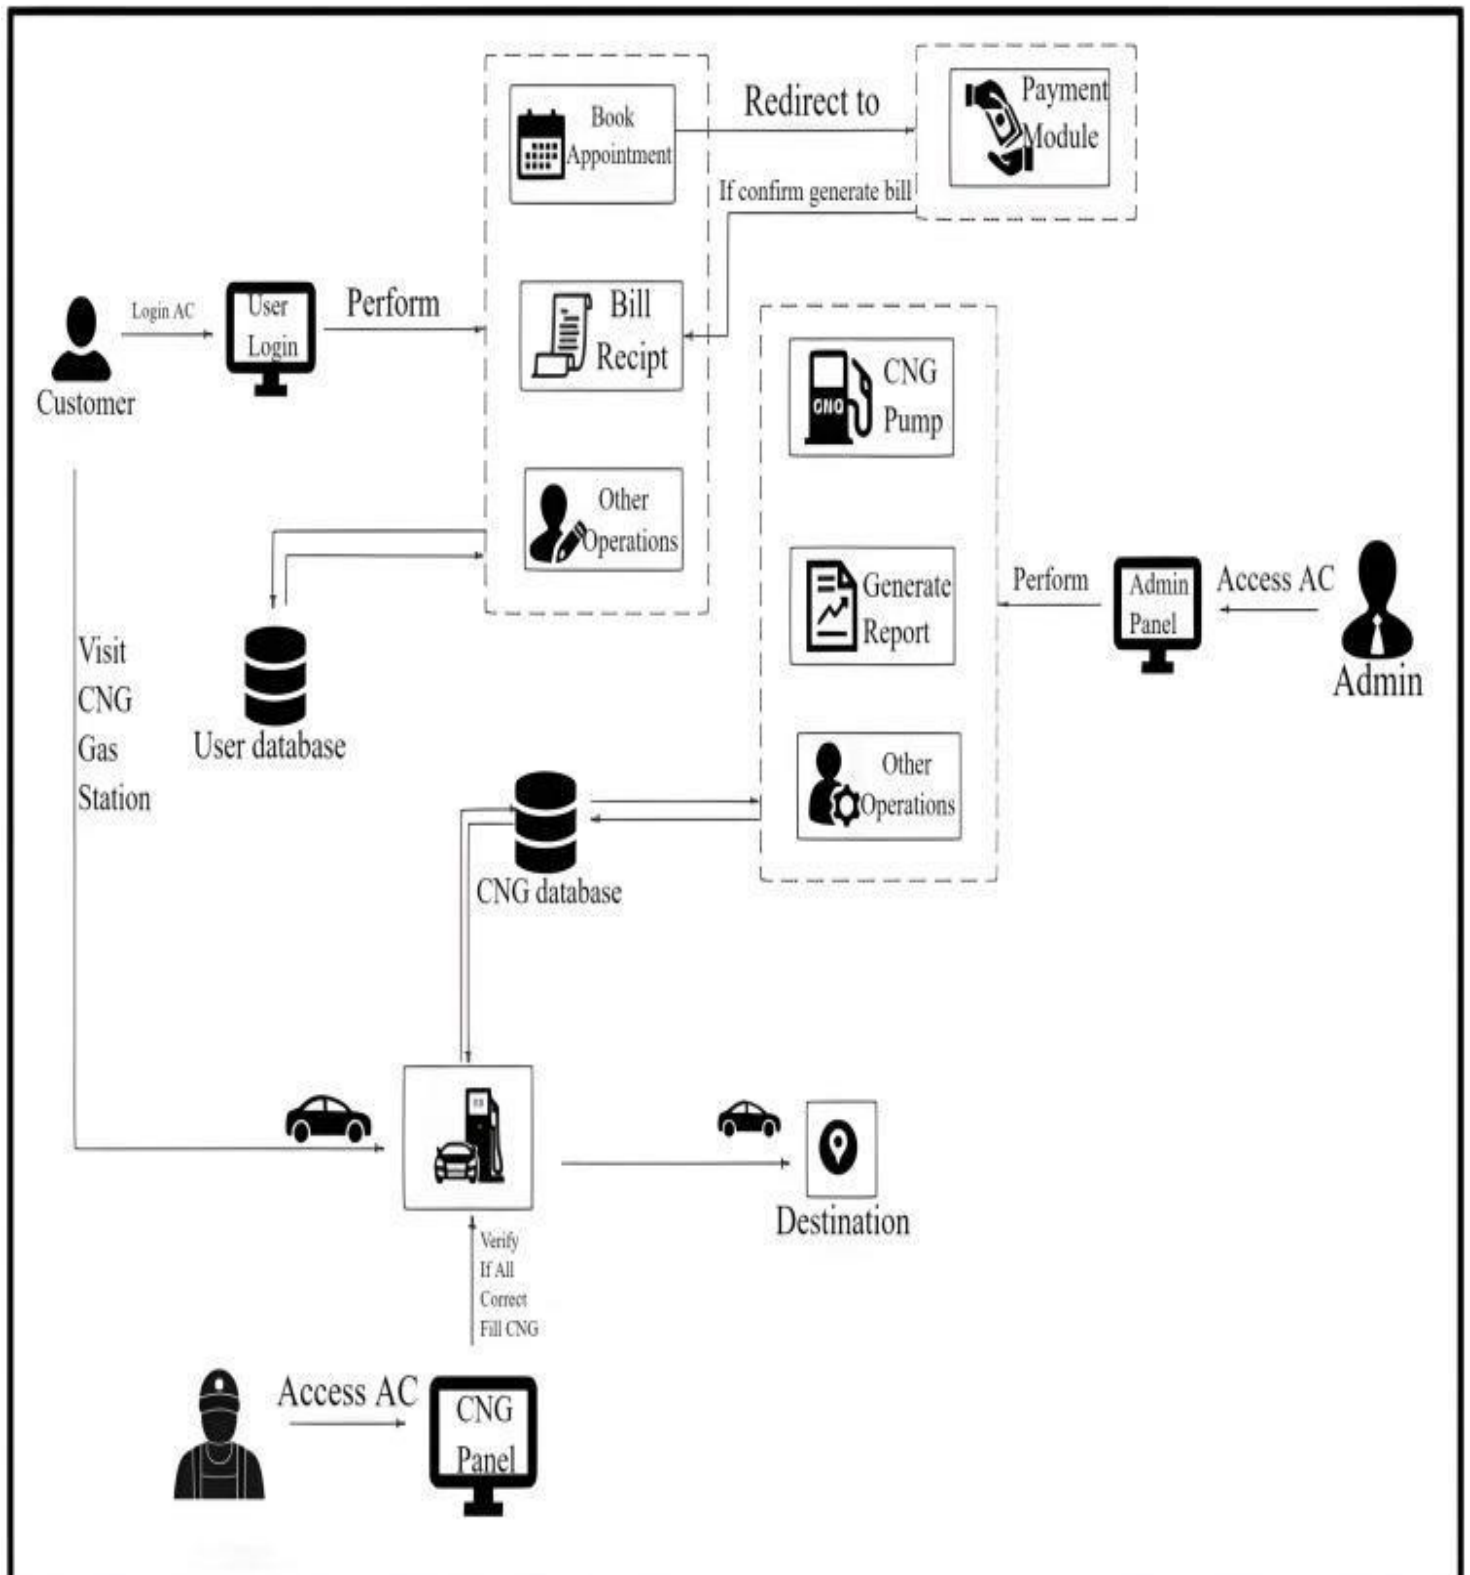 Book
Appointment
Redirect to
Payment
Module
If confirm generate bill
Customer
Login AC
User
Login
Perform
Bill
Recipt
Other
Operations
CNG
CNG
Pump
Generate
Report
Other
Operations
Perform
Admin
Panel
Access AC
Admin
User database
CNG database
Visit
CNG
Gas
Station
Destination
Verify
If All
Correct
Fill CNG
Access AC
CNG
Panel